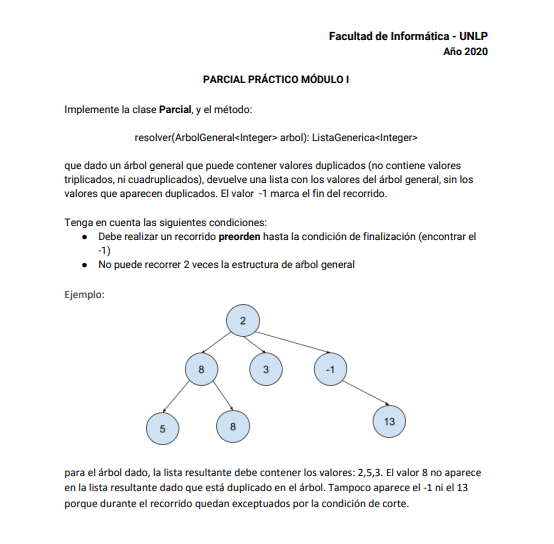 Facultad de Informática - UNLP
Año 2020
PARCIAL PRÁCTICO MÓDULO I
Implemente la clase Parcial, y el método:
resolver(ArbolGeneral<Integer> arbol): ListaGenerica<Integer>
que dado un árbol general que puede contener valores duplicados (no contiene valores
triplicados, ni cuadruplicados), devuelve una lista con los valores del árbol general, sin los
valores que aparecen duplicados. El valor -1 marca el fin del recorrido.
Tenga en cuenta las siguientes condiciones:
● Debe realizar un recorrido preorden hasta la condición de finalización (encontrar el
-1)
● No puede recorrer 2 veces la estructura de árbol general
Ejemplo:
2
8
3
-1
5
8
13
para el árbol dado, la lista resultante debe contener los valores: 2,5,3. El valor 8 no aparece
en la lista resultante dado que está duplicado en el árbol. Tampoco aparece el -1 ni el 13
porque durante el recorrido quedan exceptuados por la condición de corte.